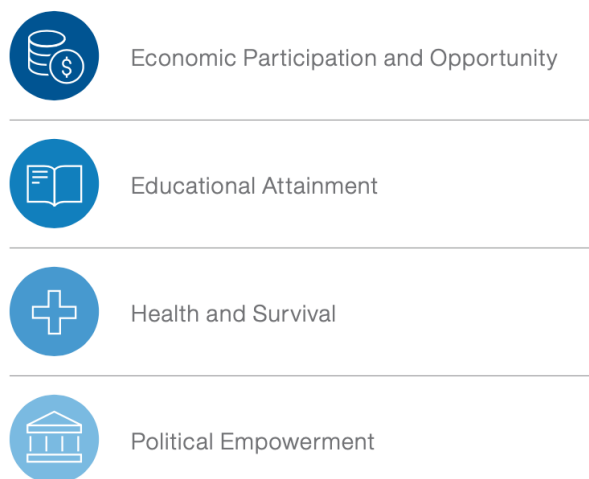 $
Economic Participation and Opportunity
Educational Attainment
Health and Survival
Political Empowerment